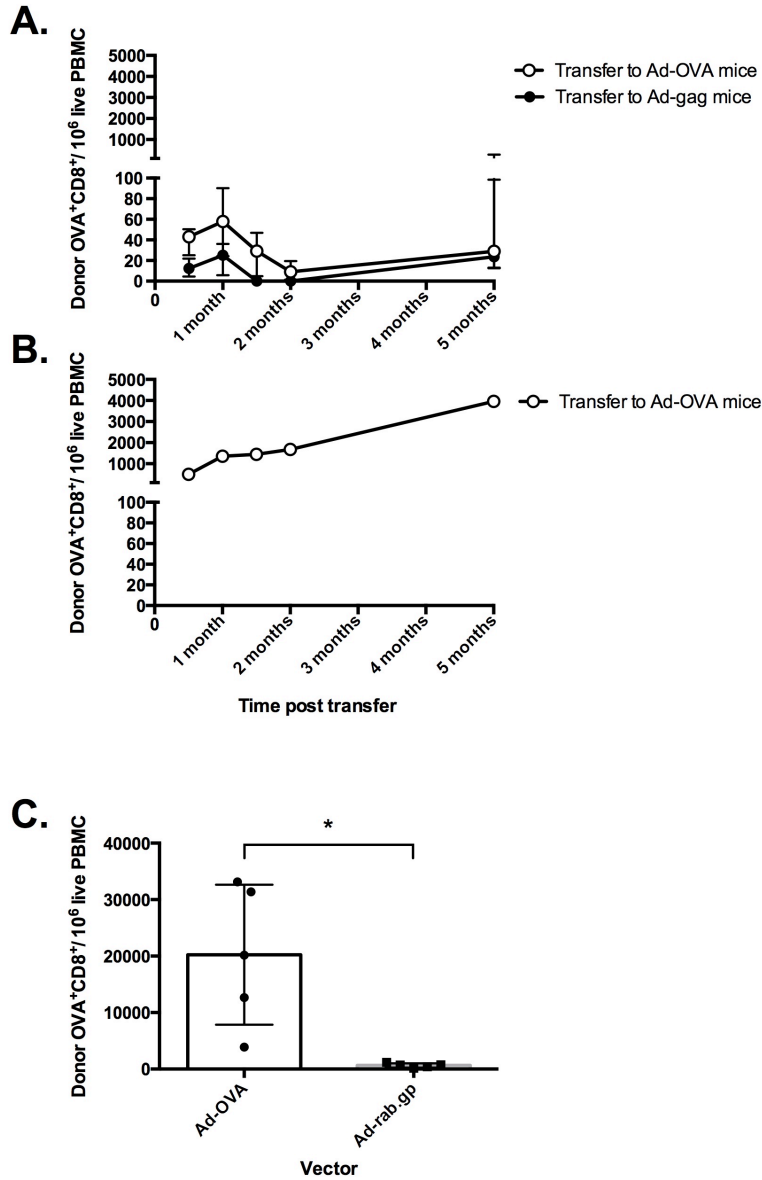 A.
Donor OVA⁺CD8⁺/ 10⁶ live PBMC
5000
4000
3000
2000
1000
100
80
60
40
20
0
0
1 month
2 months
3 months
4 months
5 months
Transfer to Ad-OVA mice
Transfer to Ad-gag mice
B.
Donor OVA⁺CD8⁺/ 10⁶ live PBMC
5000
4000
3000
2000
1000
100
80
60
40
20
0
0
1 month
2 months
3 months
4 months
5 months
Transfer to Ad-OVA mice
Time post transfer
C.
Donor OVA⁺CD8⁺/ 10⁶ live PBMC
40000
30000
20000
10000
0
*
Ad-OVA
Ad-rab.gp
Vector